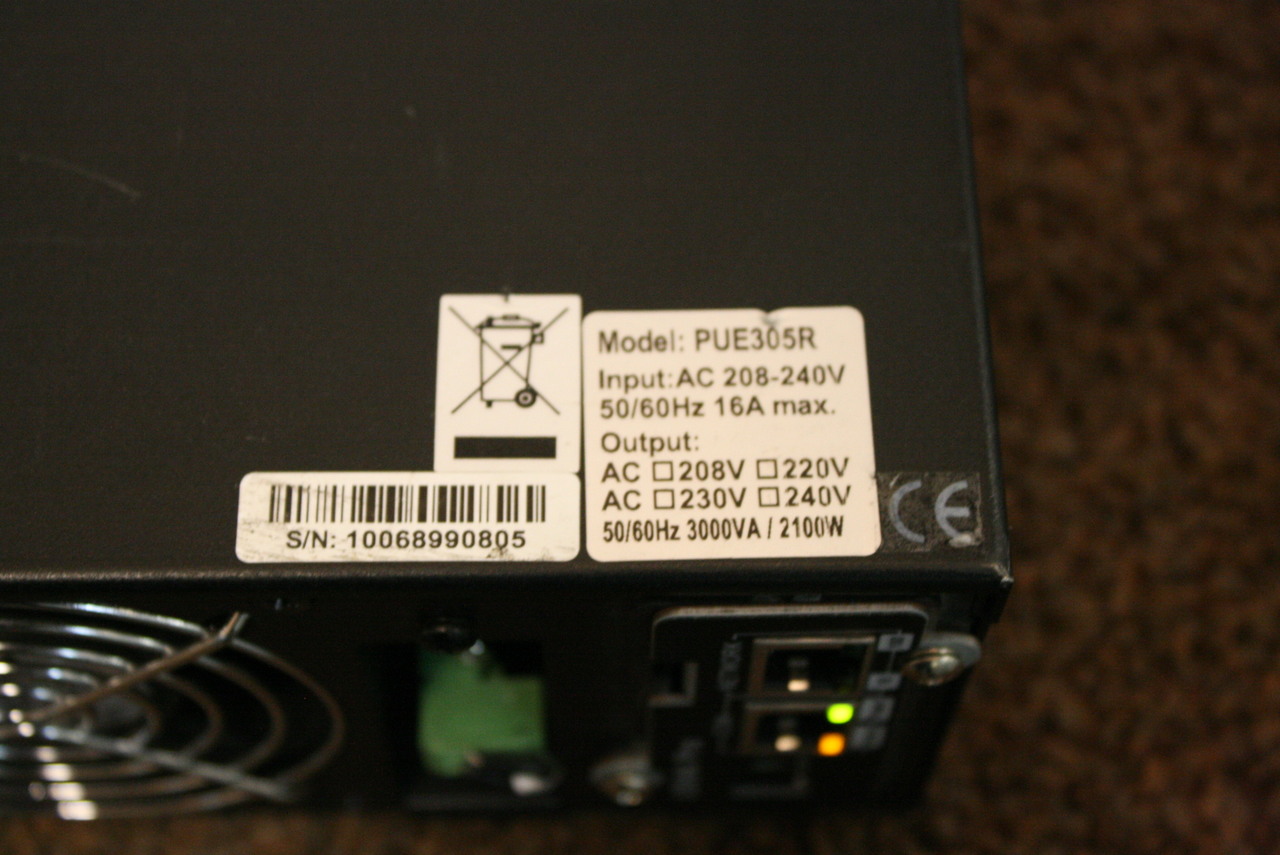 Model: PUE305R
Input:AC 208-240V
50/60Hz 16A max.
Output:
AC □208V □220V
AC □230V □240V
50/60Hz 3000VA / 2100W
CE
S/N: 10068990805